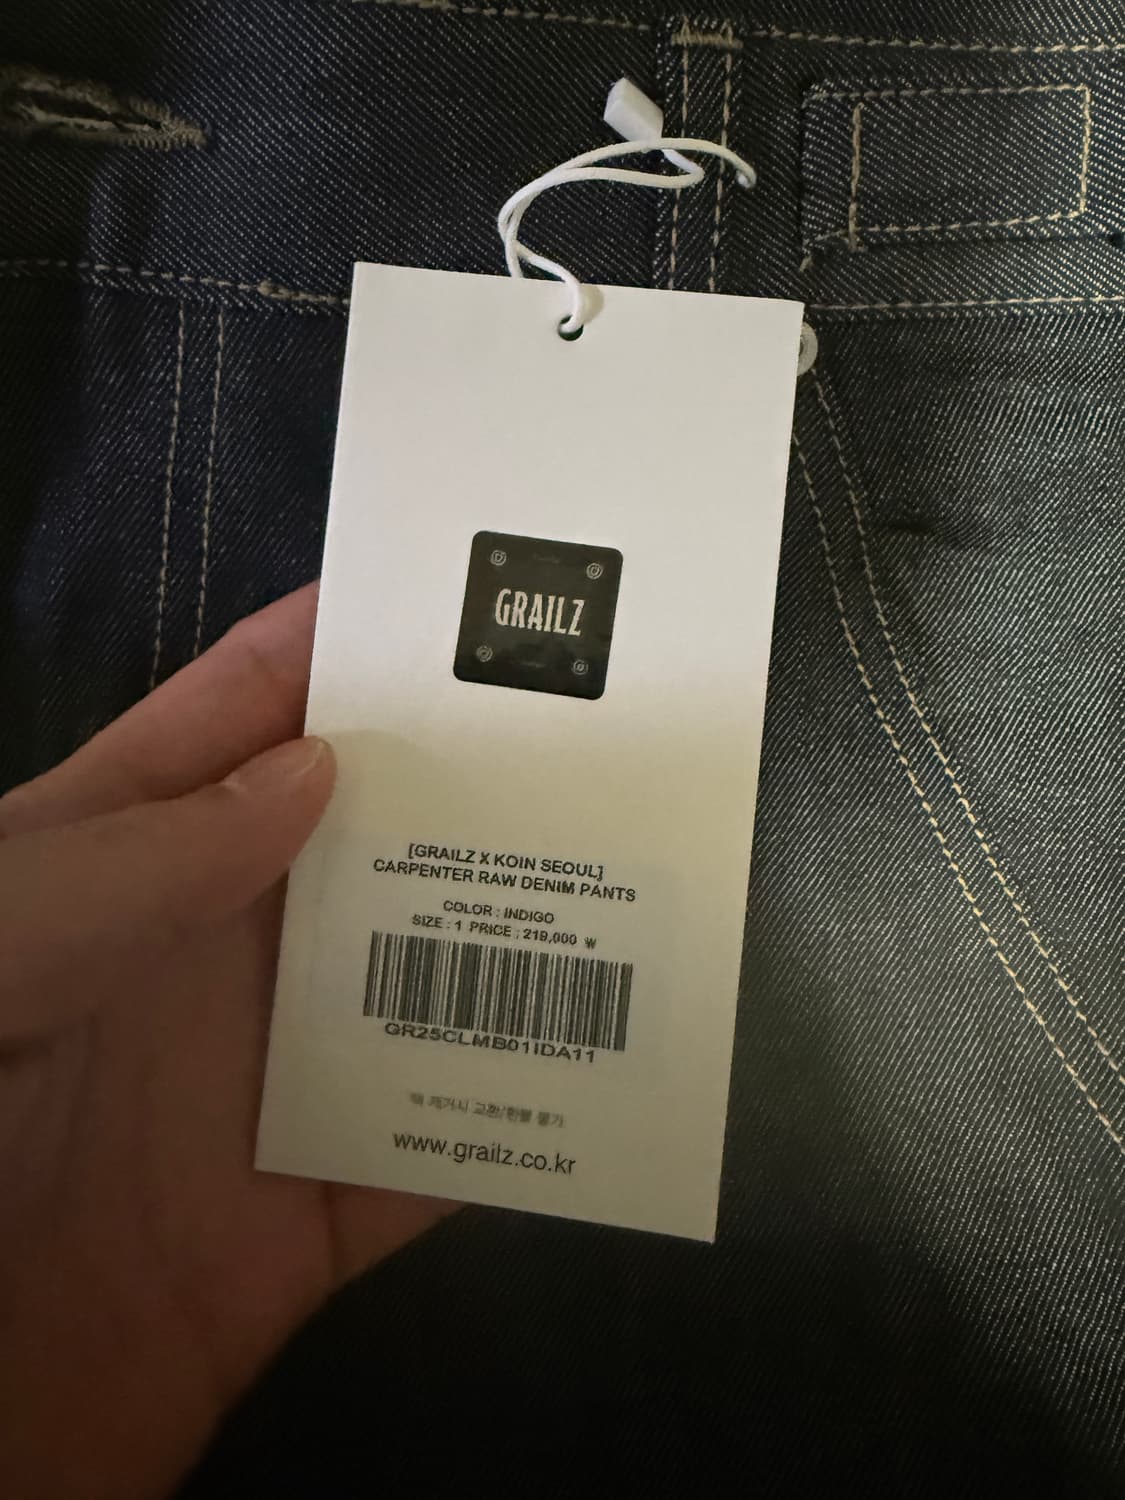 GRAILZ
[GRAILZ X KOIN SEOUL]
CARPENTER RAW DENIM PANTS
COLOR : INDIGO
SIZE : 1 PRICE : 219,000 ₩
GR25CLMB01IDA11
택 제거시 교환/환불 불가
www.grailz.co.kr